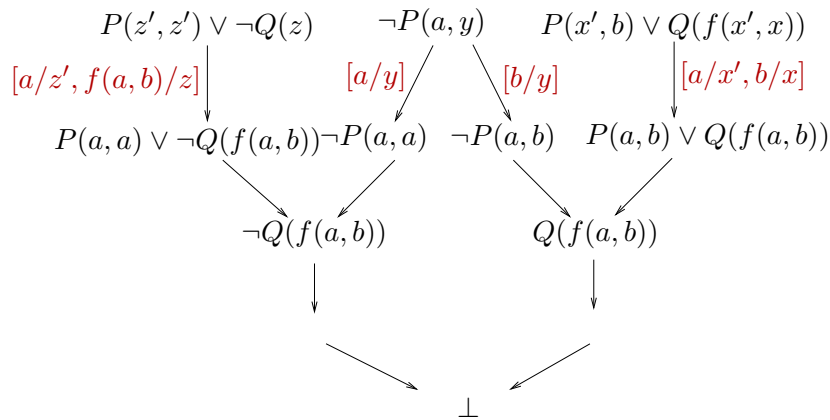 P(z′, z′) ∨ ¬Q(z) ¬P(a, y) P(x′, b) ∨ Q(f(x′, x))
[a/z′, f(a, b)/z] [a/y] [b/y] [a/x′, b/x]
P(a, a) ∨ ¬Q(f(a, b)) ¬P(a, a) ¬P(a, b) P(a, b) ∨ Q(f(a, b))
¬Q(f(a, b)) Q(f(a, b))
⊥